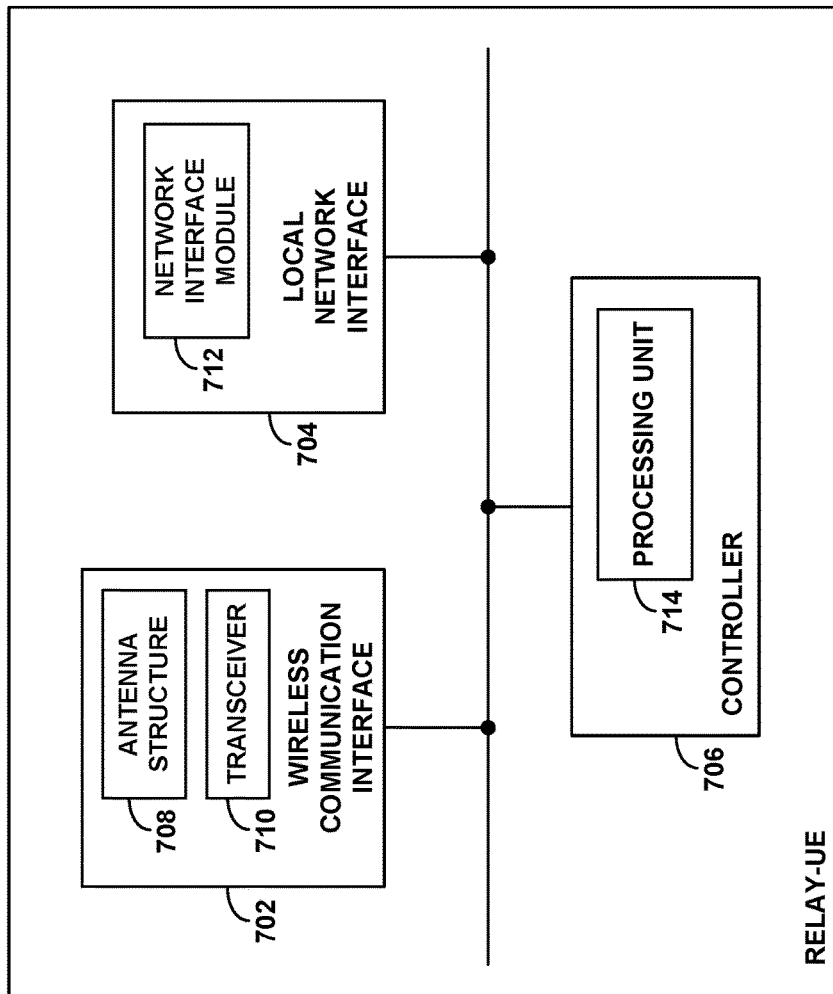 ANTENNA
STRUCTURE
708
TRANSCEIVER
710
WIRELESS
COMMUNICATION
INTERFACE
702
NETWORK
INTERFACE
MODULE
712
LOCAL
NETWORK
INTERFACE
704
PROCESSING UNIT
714
CONTROLLER
706
RELAY-UE